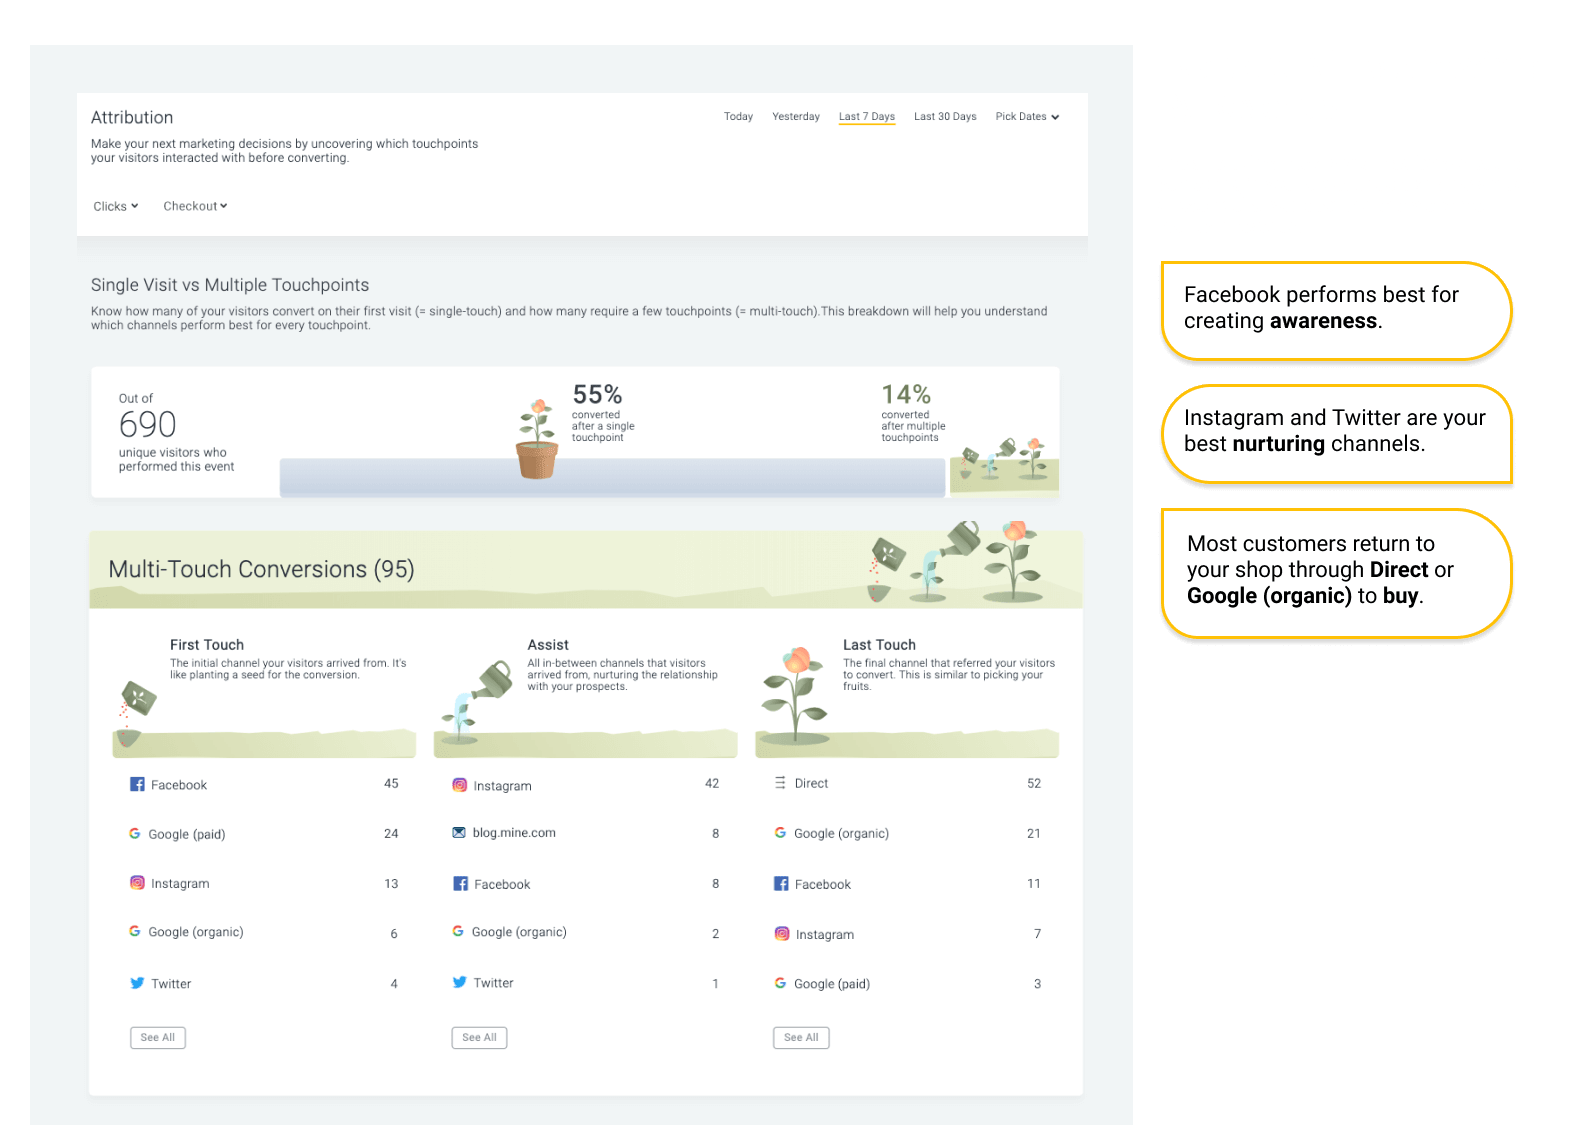 Attribution
Today Yesterday Last 7 Days Last 30 Days Pick Dates
Make your next marketing decisions by uncovering which touchpoints
your visitors interacted with before converting.
Clicks Checkout
Single Visit vs Multiple Touchpoints
Know how many of your visitors convert on their first visit (= single-touch) and how many require a few touchpoints (= multi-touch).This breakdown will help you understand
which channels perform best for every touchpoint.
Out of
690
unique visitors who
performed this event
55%
converted
after a single
touchpoint
14%
converted
after multiple
touchpoints
Multi-Touch Conversions (95)
First Touch
The initial channel your visitors arrived from. It's
like planting a seed for the conversion.
Facebook 45
Google (paid) 24
Instagram 13
Google (organic) 6
Twitter 4
See All
Assist
All in-between channels that visitors
arrived from, nurturing the relationship
with your prospects.
Instagram 42
blog.mine.com 8
Facebook 8
Google (organic) 2
Twitter 1
See All
Last Touch
The final channel that referred your visitors
to convert. This is similar to picking your
fruits.
Direct 52
Google (organic) 21
Facebook 11
Instagram 7
Google (paid) 3
See All
Facebook performs best for
creating awareness.
Instagram and Twitter are your
best nurturing channels.
Most customers return to
your shop through Direct or
Google (organic) to buy.